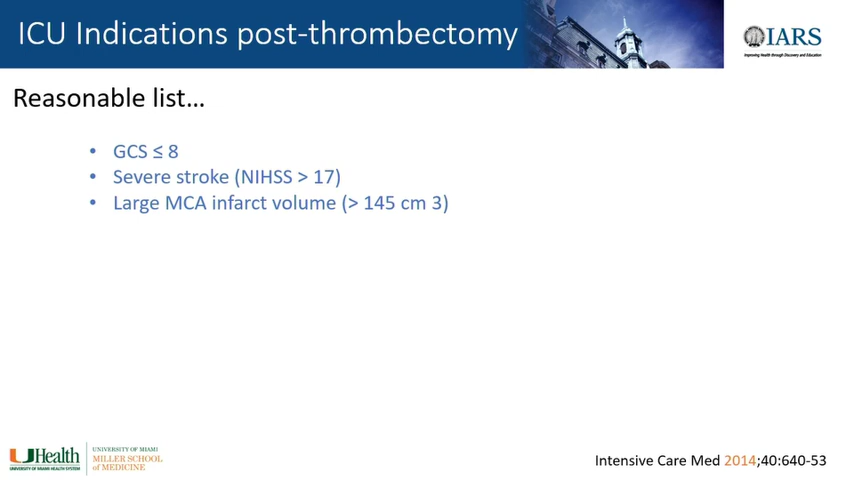 ICU Indications post-thrombectomy
IARS
Improving Health through Discovery and Education
Reasonable list...
• GCS ≤ 8
• Severe stroke (NIHSS > 17)
• Large MCA infarct volume (> 145 cm 3)
UHealth
UNIVERSITY OF MIAMI HEALTH SYSTEM
UNIVERSITY OF MIAMI
MILLER SCHOOL
of MEDICINE
Intensive Care Med 2014;40:640-53